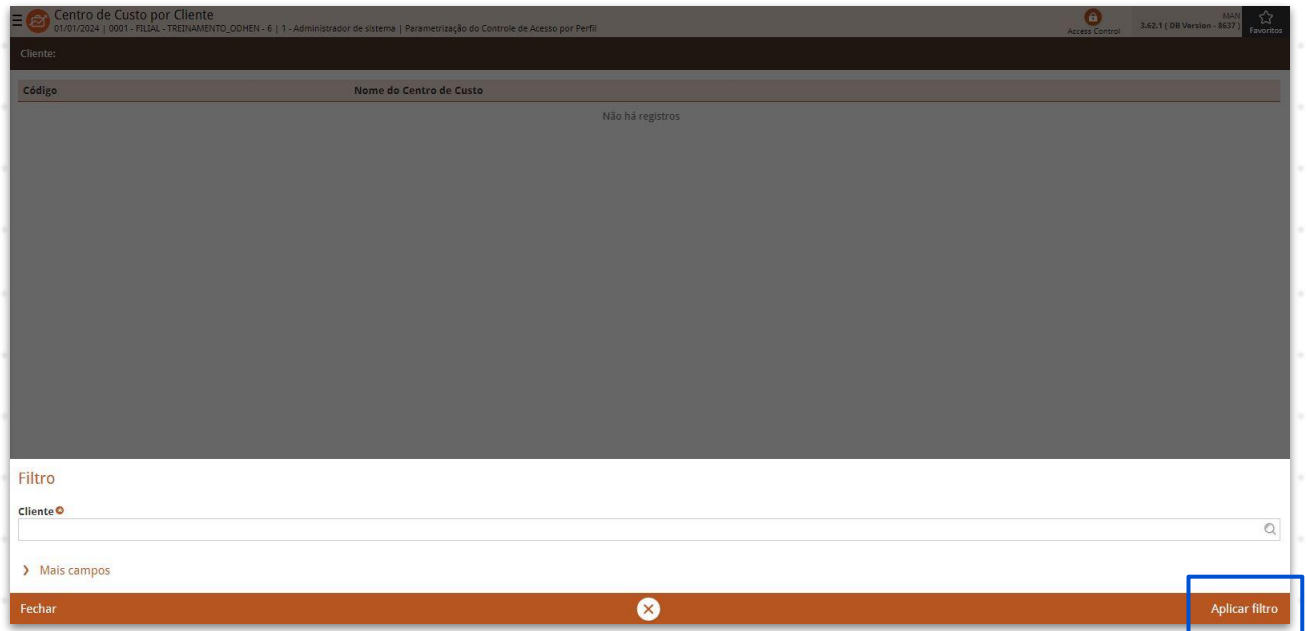 Centro de Custo por Cliente
01/01/2024 | 0001 - FILIAL - TREINAMENTO_ODHEN - 6 | 1 - Administrador de sistema | Parametrização do Controle de Acesso por Perfil
Access Control
MAN
3.62.1 ( DB Version - 8637 )
Favoritos
Cliente:
Código Nome do Centro de Custo
Não há registros
Filtro
Cliente
Mais campos
Fechar Aplicar filtro